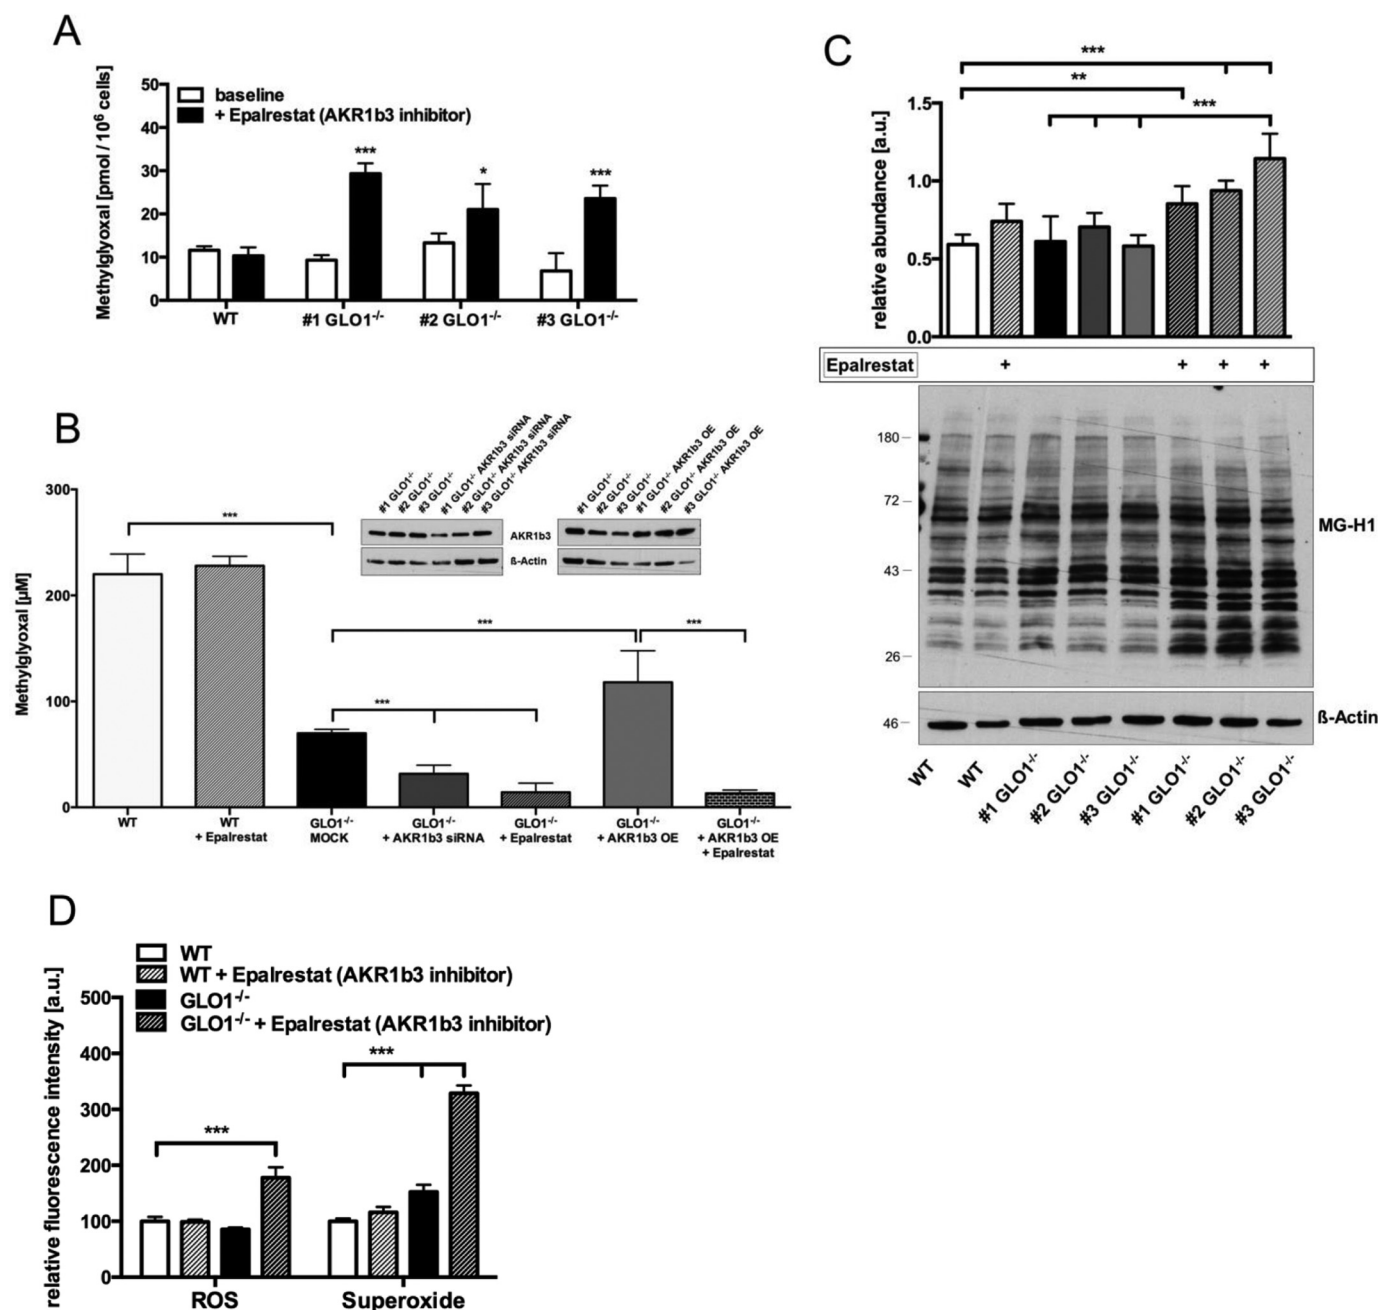 A
Methylglyoxal [pmol / 10⁶ cells]
50
40
30
20
10
0
baseline
+ Epalrestat (AKR1b3 inhibitor)
***
*
***
WT
#1 GLO1-/-
#2 GLO1-/-
#3 GLO1-/-
B
Methylglyoxal [µM]
300
200
100
0
***
***
***
***
#1 GLO1-/-
#2 GLO1-/-
#3 GLO1-/-
#1 GLO1-/- AKR1b3 siRNA
#2 GLO1-/- AKR1b3 siRNA
#3 GLO1-/- AKR1b3 siRNA
#1 GLO1-/-
#2 GLO1-/-
#3 GLO1-/-
#1 GLO1-/- AKR1b3 OE
#2 GLO1-/- AKR1b3 OE
#3 GLO1-/- AKR1b3 OE
AKR1b3
ß-Actin
WT
WT
+ Epalrestat
GLO1-/-
MOCK
GLO1-/-
+ AKR1b3 siRNA
GLO1-/-
+ Epalrestat
GLO1-/-
+ AKR1b3 OE
GLO1-/-
+ AKR1b3 OE
+ Epalrestat
C
relative abundance [a.u.]
1.5
1.0
0.5
0.0
***
**
***
Epalrestat + + + +
180
72
43
26
MG-H1
46
ß-Actin
WT
WT
#1 GLO1-/-
#2 GLO1-/-
#3 GLO1-/-
#1 GLO1-/-
#2 GLO1-/-
#3 GLO1-/-
D
WT
WT + Epalrestat (AKR1b3 inhibitor)
GLO1-/-
GLO1-/- + Epalrestat (AKR1b3 inhibitor)
relative fluorescence intensity [a.u.]
500
400
300
200
100
0
***
***
ROS
Superoxide